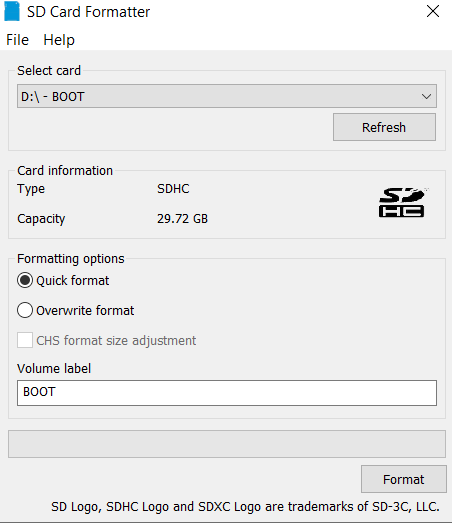 SD Card Formatter
File Help
Select card
D:\ - BOOT
Refresh
Card information
Type SDHC
SD
HC
Capacity 29.72 GB
Formatting options
Quick format
Overwrite format
CHS format size adjustment
Volume label
BOOT
Format
SD Logo, SDHC Logo and SDXC Logo are trademarks of SD-3C, LLC.